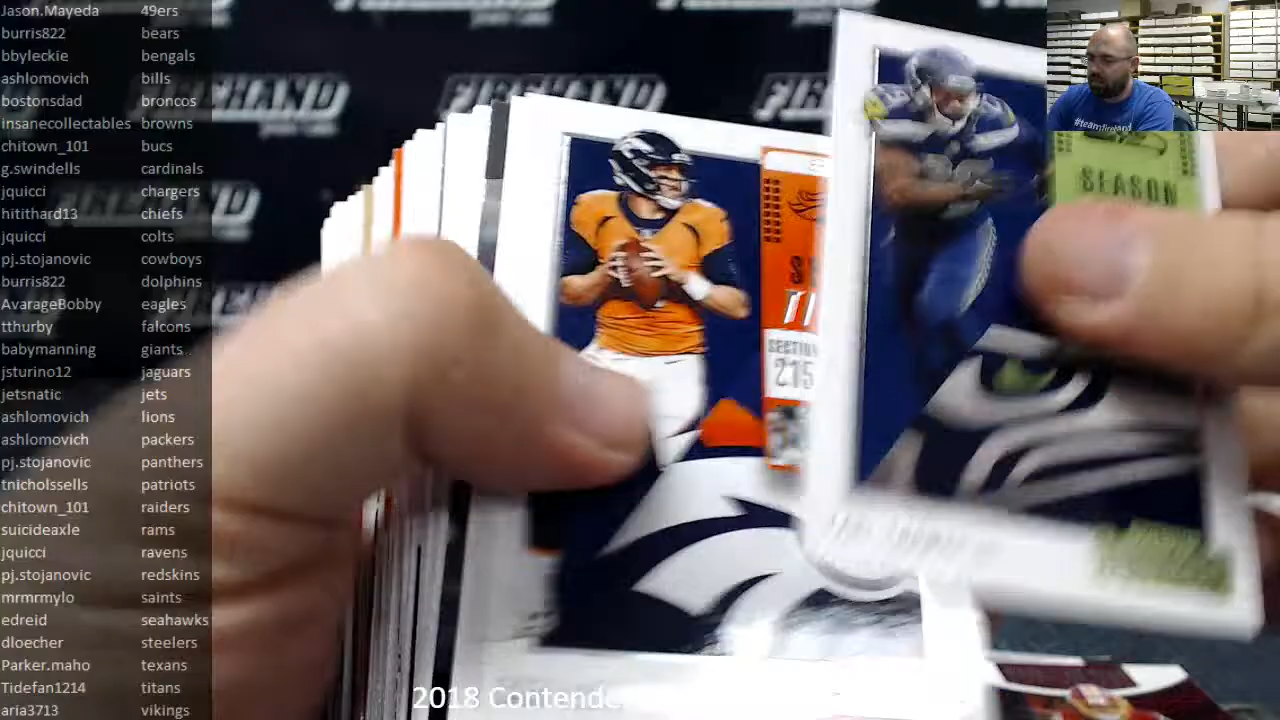 Jason.Mayeda 49ers
burris822 bears
bbyleckie bengals
ashlomovich bills
bostonsdad broncos
insanecollectables browns
chitown_101 bucs
g.swindells cardinals
jquicci chargers
hitithard13 chiefs
jquicci colts
pj.stojanovic cowboys
burris822 dolphins
AvarageBobby eagles
tthurby falcons
babymanning giants
jsturino12 jaguars
jetsnatic jets
ashlomovich lions
ashlomovich packers
pj.stojanovic panthers
tnicholssells patriots
chitown_101 raiders
suicideaxle rams
jquicci ravens
pj.stojanovic redskins
mrmrmylo saints
edreid seahawks
dloecher steelers
Parker.maho texans
Tidefan1214 titans
aria3713 vikings
FIREHAND
FIREHAND
SEASON
SECTION
215
2018 Contende